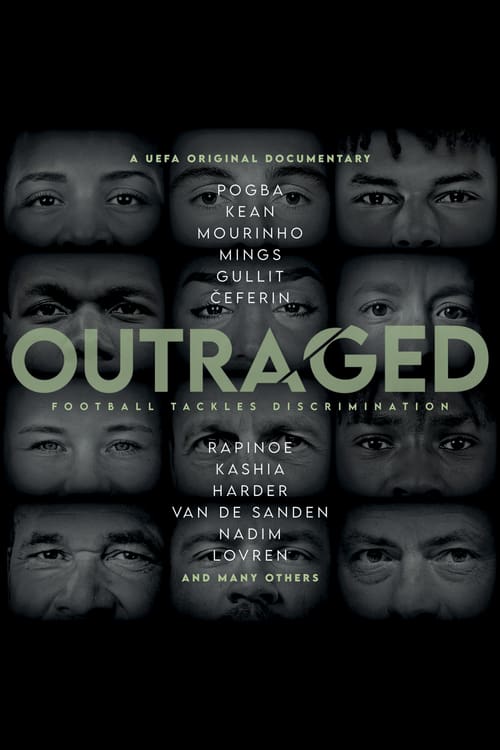 A UEFA ORIGINAL DOCUMENTARY
POGBA
KEAN
MOURINHO
MINGS
GULLIT
ČEFERIN
OUTRAGED
FOOTBALL TACKLES DISCRIMINATION
RAPINOE
KASHIA
HARDER
VAN DE SANDEN
NADIM
LOVREN
AND MANY OTHERS